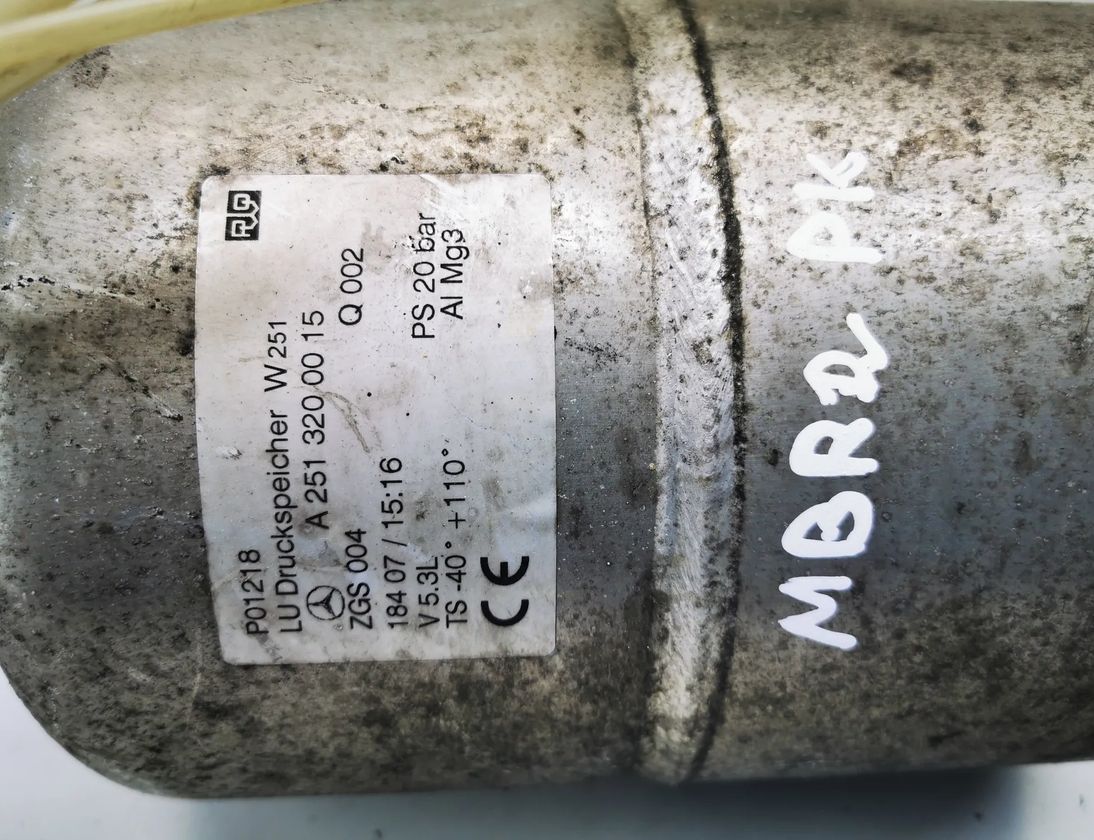 P01218
LU Druckspeicher W251
A 251 320 00 15
ZGS 004 Q 002
184 07 / 15:16
V 5.3L PS 20 bar
TS -40° +110° Al Mg3
CE
MBR PK